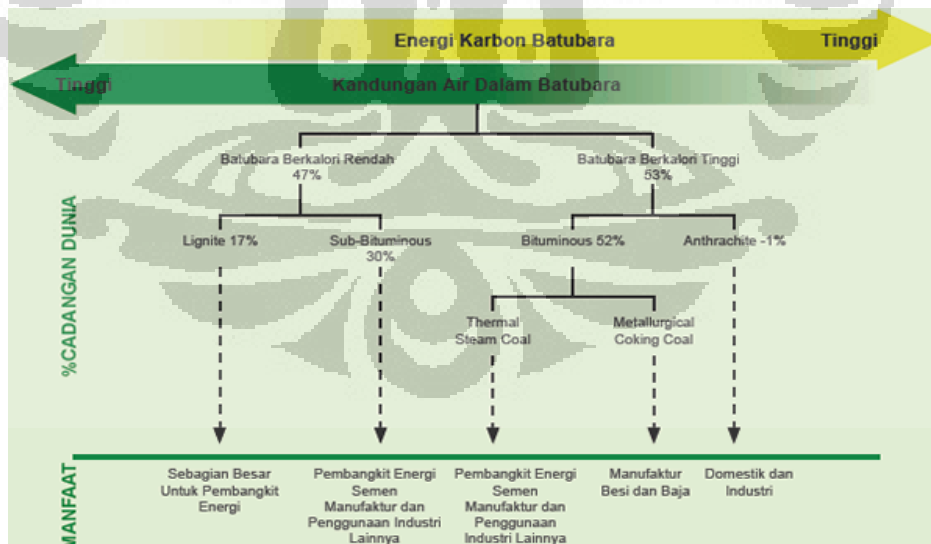 Energi Karbon Batubara Tinggi
Tinggi Kandungan Air Dalam Batubara
Batubara Berkalori Rendah
47%
Batubara Berkalori Tinggi
53%
%CADANGAN DUNIA
Lignite 17%
Sub-Bituminous
30%
Bituminous 52%
Anthrachite -1%
Thermal
Steam Coal
Metallurgical
Coking Coal
MANFAAT
Sebagian Besar
Untuk Pembangkit
Energi
Pembangkit Energi
Semen
Manufaktur dan
Penggunaan Industri
Lainnya
Pembangkit Energi
Semen
Manufaktur dan
Penggunaan
Industri Lainnya
Manufaktur
Besi dan Baja
Domestik dan
Industri